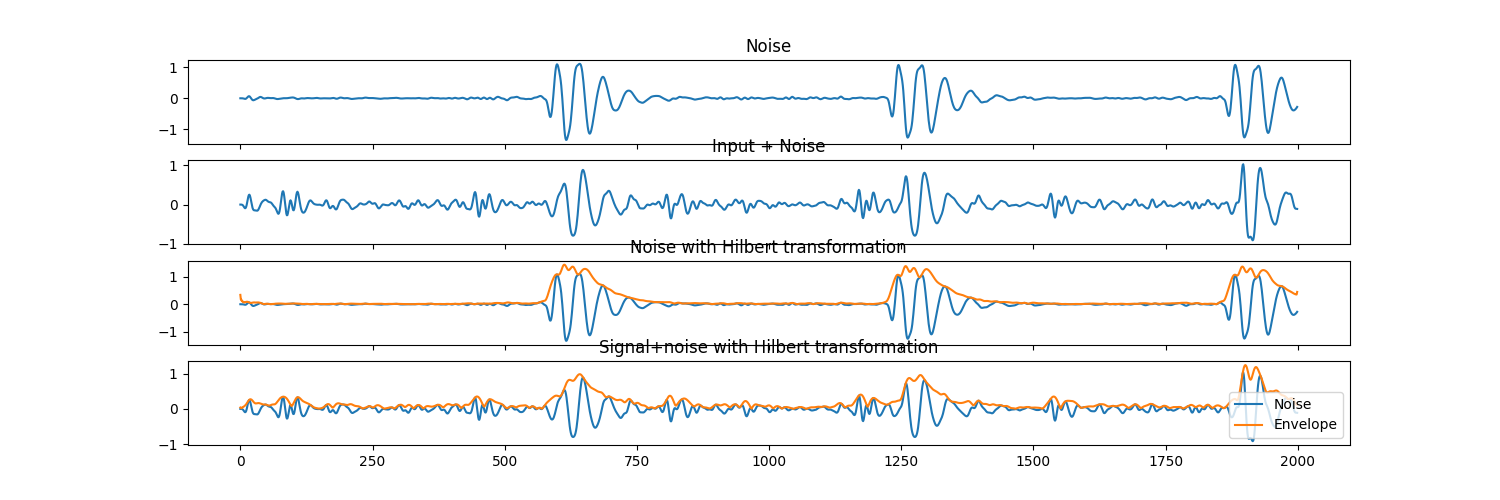 Noise
1
0
−1
Input + Noise
1
0
−1
Noise with Hilbert transformation
1
0
−1
Signal+noise with Hilbert transformation
1
0
−1
Noise
Envelope
0 250 500 750 1000 1250 1500 1750 2000